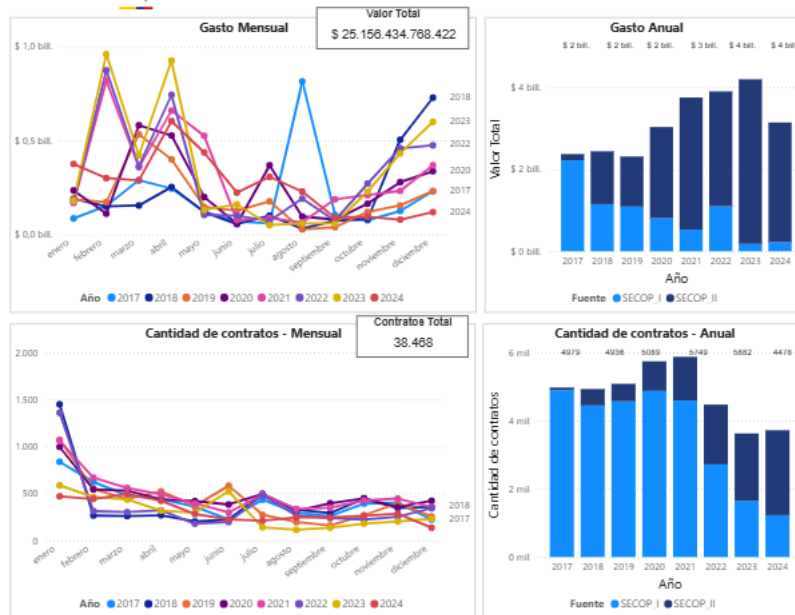 Gasto Mensual
Valor Total
$ 25.156.434.768.422
$ 1,0 bill.
$ 0,5 bill.
$ 0,0 bill.
2018
2023
2022
2020
2017
2024
enero
febrero
marzo
abril
mayo
junio
julio
agosto
septiembre
octubre
noviembre
diciembre
Año 2017 2018 2019 2020 2021 2022 2023 2024
Gasto Anual
$ 2 bill. $ 2 bill. $ 2 bill. $ 3 bill. $ 4 bill. $ 4 bill.
Valor Total
$ 4 bill.
$ 2 bill.
$ 0 bill.
2017 2018 2019 2020 2021 2022 2023 2024
Año
Fuente SECOP_I SECOP_II
Cantidad de contratos - Mensual
Contratos Total
38.468
2.000
1.500
1.000
500
0
2018
2017
enero
febrero
marzo
abril
mayo
junio
julio
agosto
septiembre
octubre
noviembre
diciembre
Año 2017 2018 2019 2020 2021 2022 2023 2024
Cantidad de contratos - Anual
4979 4936 5089 5749 5882 4478
Cantidad de contratos
6 mil
4 mil
2 mil
0 mil
2017 2018 2019 2020 2021 2022 2023 2024
Año
Fuente SECOP_I SECOP_II